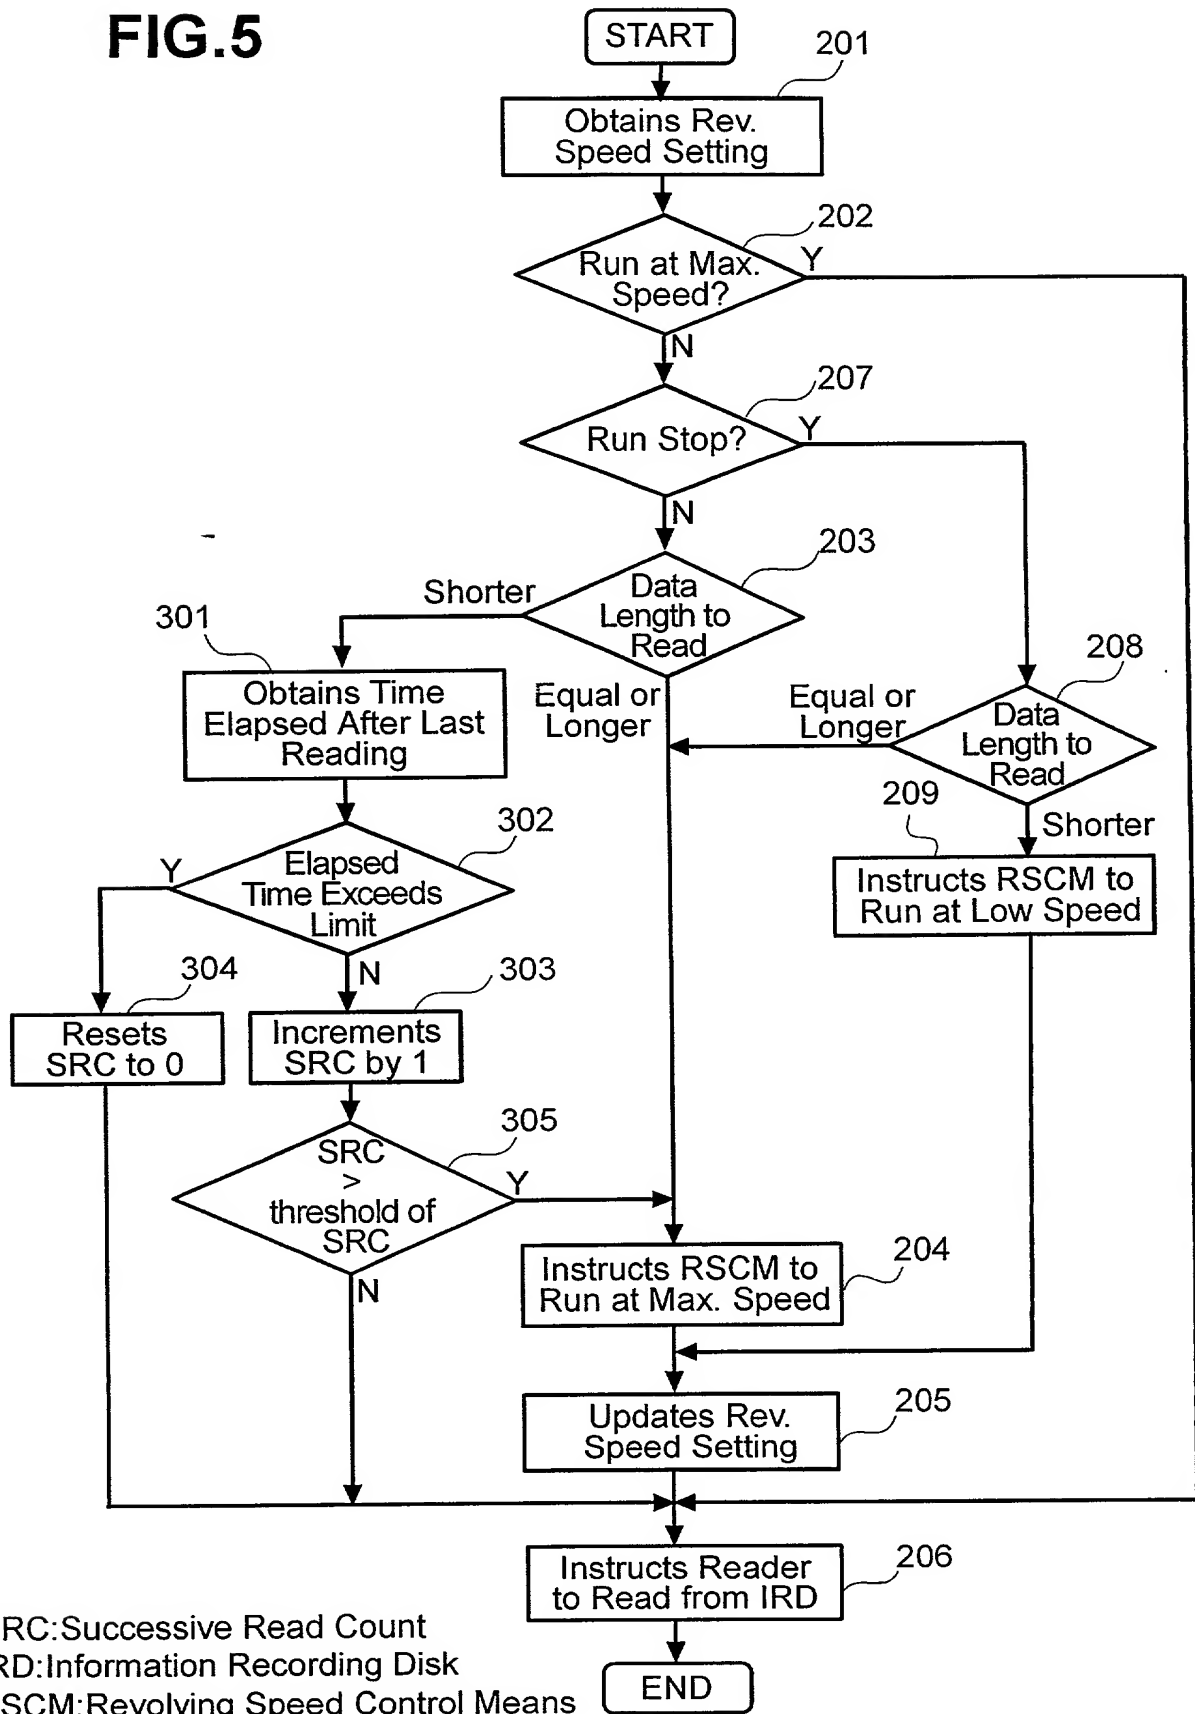 FIG.5
START
201
Obtains Rev.
Speed Setting
202
Run at Max.
Speed?
Y
N
207
Run Stop?
Y
N
203
Data
Length to
Read
Shorter
Equal or
Longer
301
Obtains Time
Elapsed After Last
Reading
208
Data
Length to
Read
Equal or
Longer
Shorter
209
Instructs RSCM to
Run at Low Speed
302
Elapsed
Time Exceeds
Limit
Y
N
304
Resets
SRC to 0
303
Increments
SRC by 1
305
SRC
>
threshold of
SRC
Y
N
204
Instructs RSCM to
Run at Max. Speed
205
Updates Rev.
Speed Setting
206
Instructs Reader
to Read from IRD
END
RC:Successive Read Count
RD:Information Recording Disk
SCM:Revolving Speed Control Means